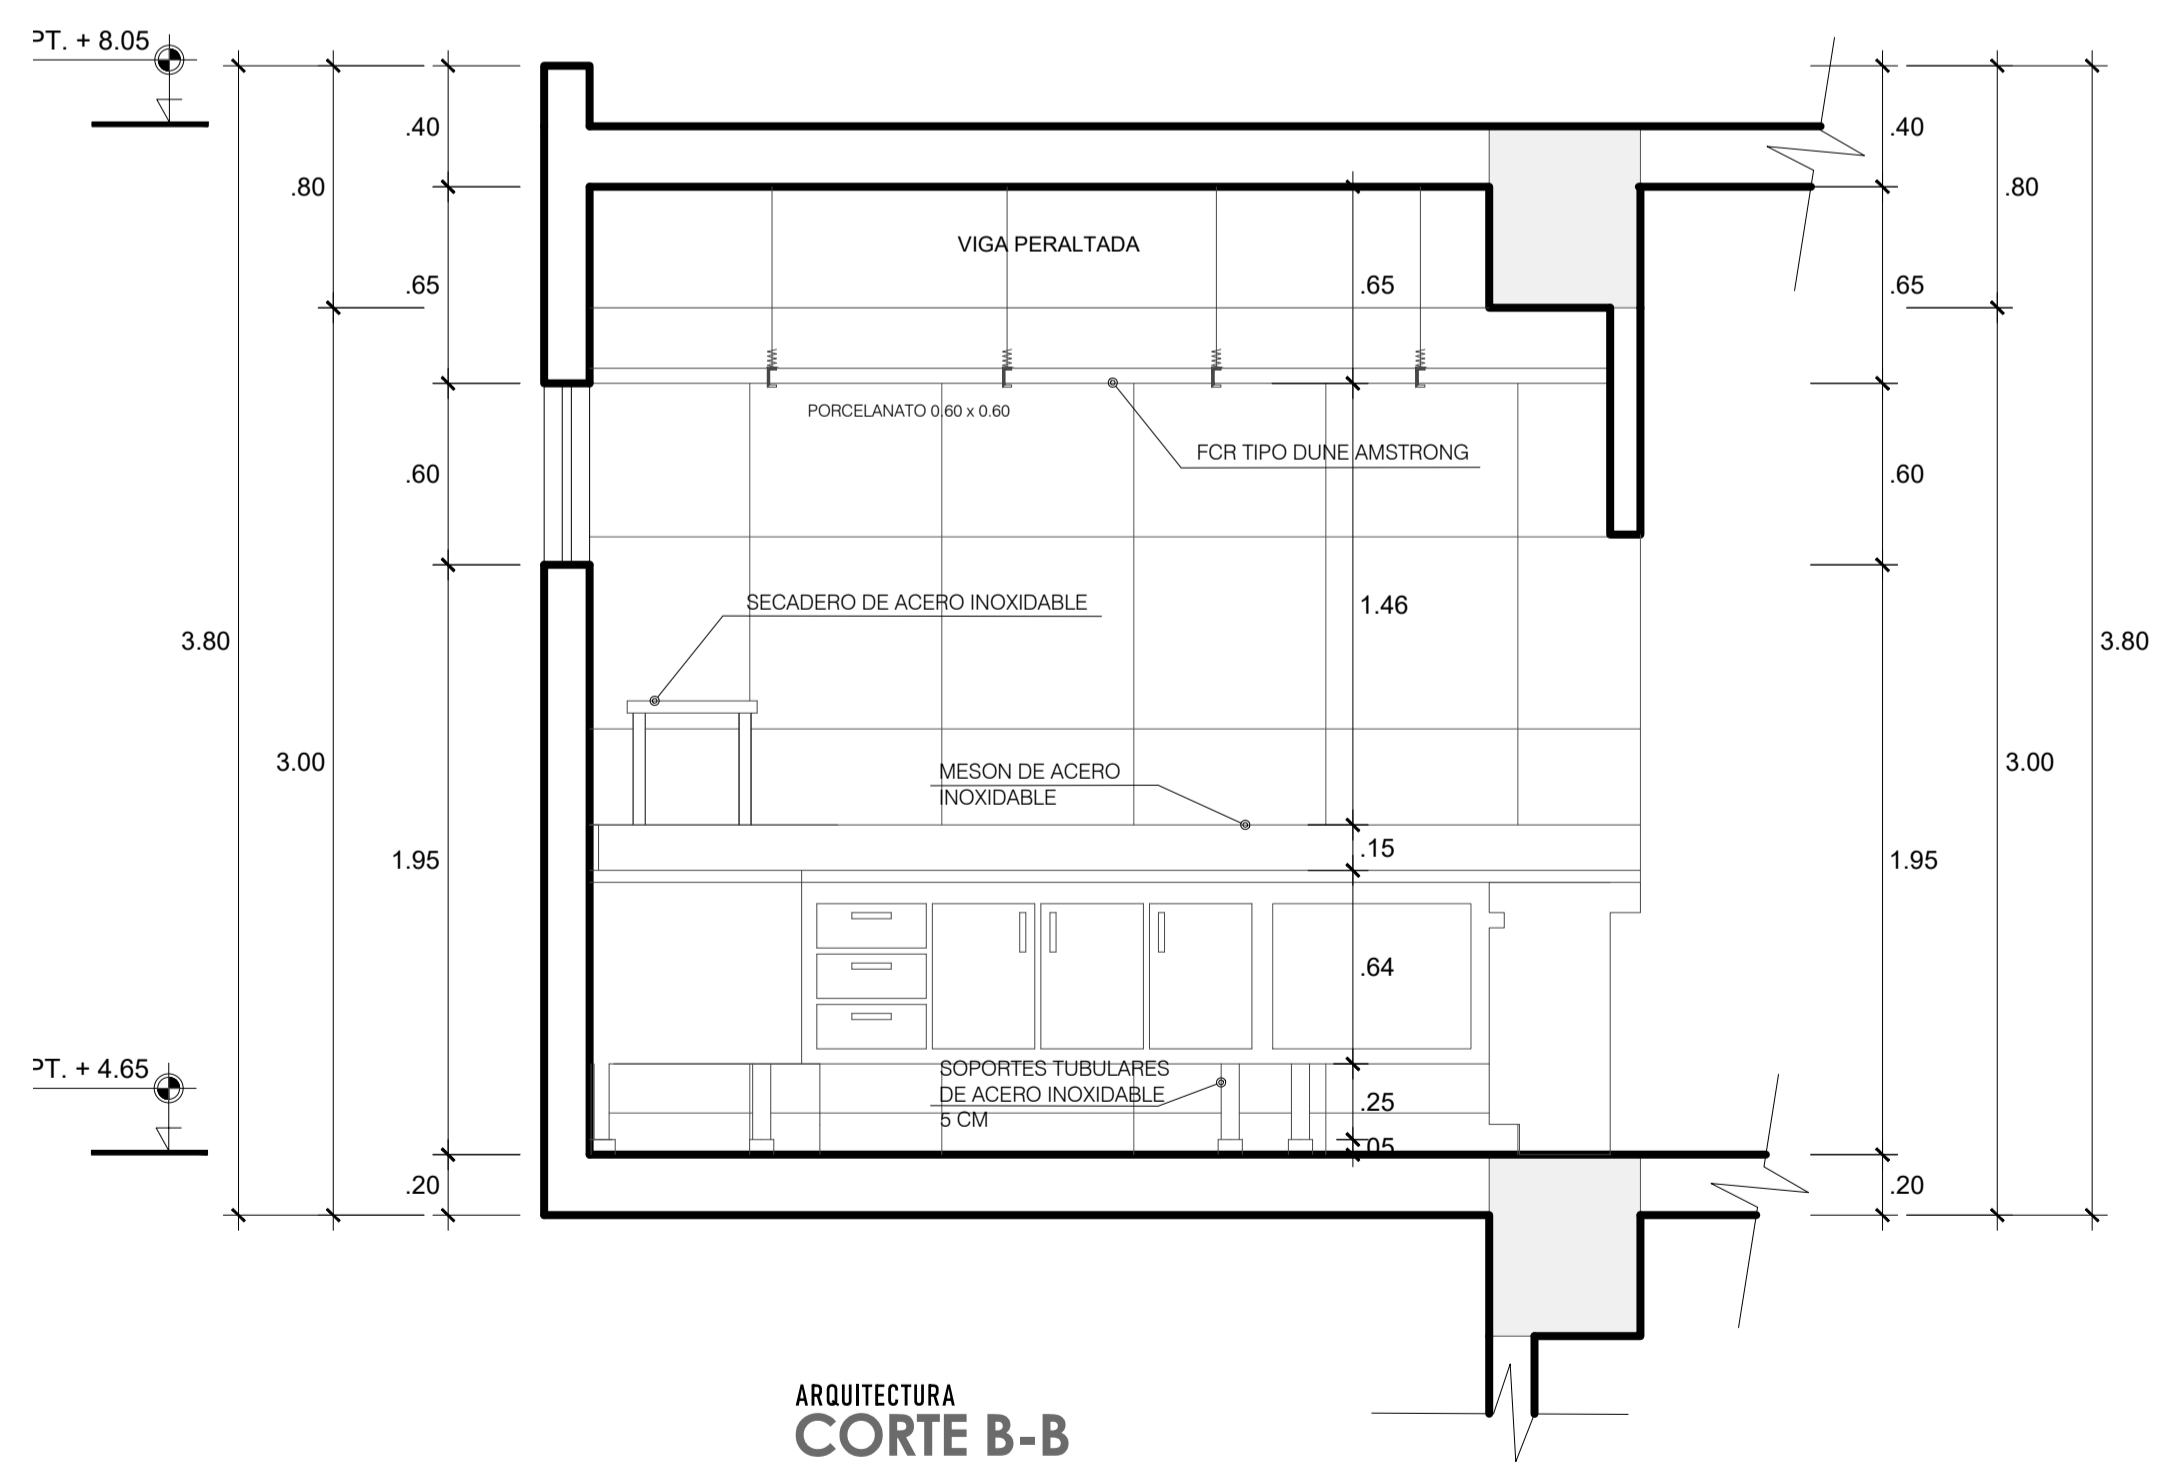 PT. + 8.05
.40
.40
.80
.80
VIGA PERALTADA
.65
.65
.65
PORCELANATO 0.60 x 0.60
FCR TIPO DUNE AMSTRONG
.60
.60
SECADERO DE ACERO INOXIDABLE
1.46
3.80
3.80
3.00
MESON DE ACERO
INOXIDABLE
3.00
1.95
.15
1.95
.64
PT. + 4.65
SOPORTES TUBULARES
DE ACERO INOXIDABLE
5 CM
.25
.05
.20
.20
ARQUITECTURA
CORTE B-B